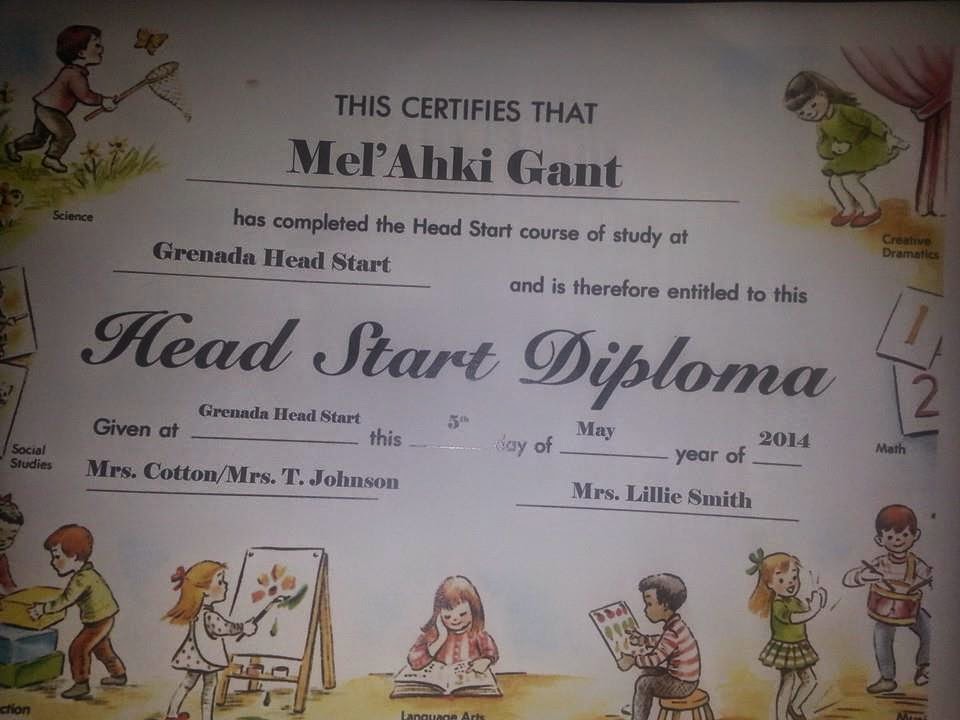 THIS CERTIFIES THAT
Mel'Ahki Gant
Science
has completed the Head Start course of study at
Creative
Dramatics
Grenada Head Start
and is therefore entitled to this
1
Head Start Diploma
2
Given at Grenada Head Start this 5th day of May year of 2014
Social
Studies
Math
Mrs. Cotton/Mrs. T. Johnson
Mrs. Lillie Smith
Language Arts